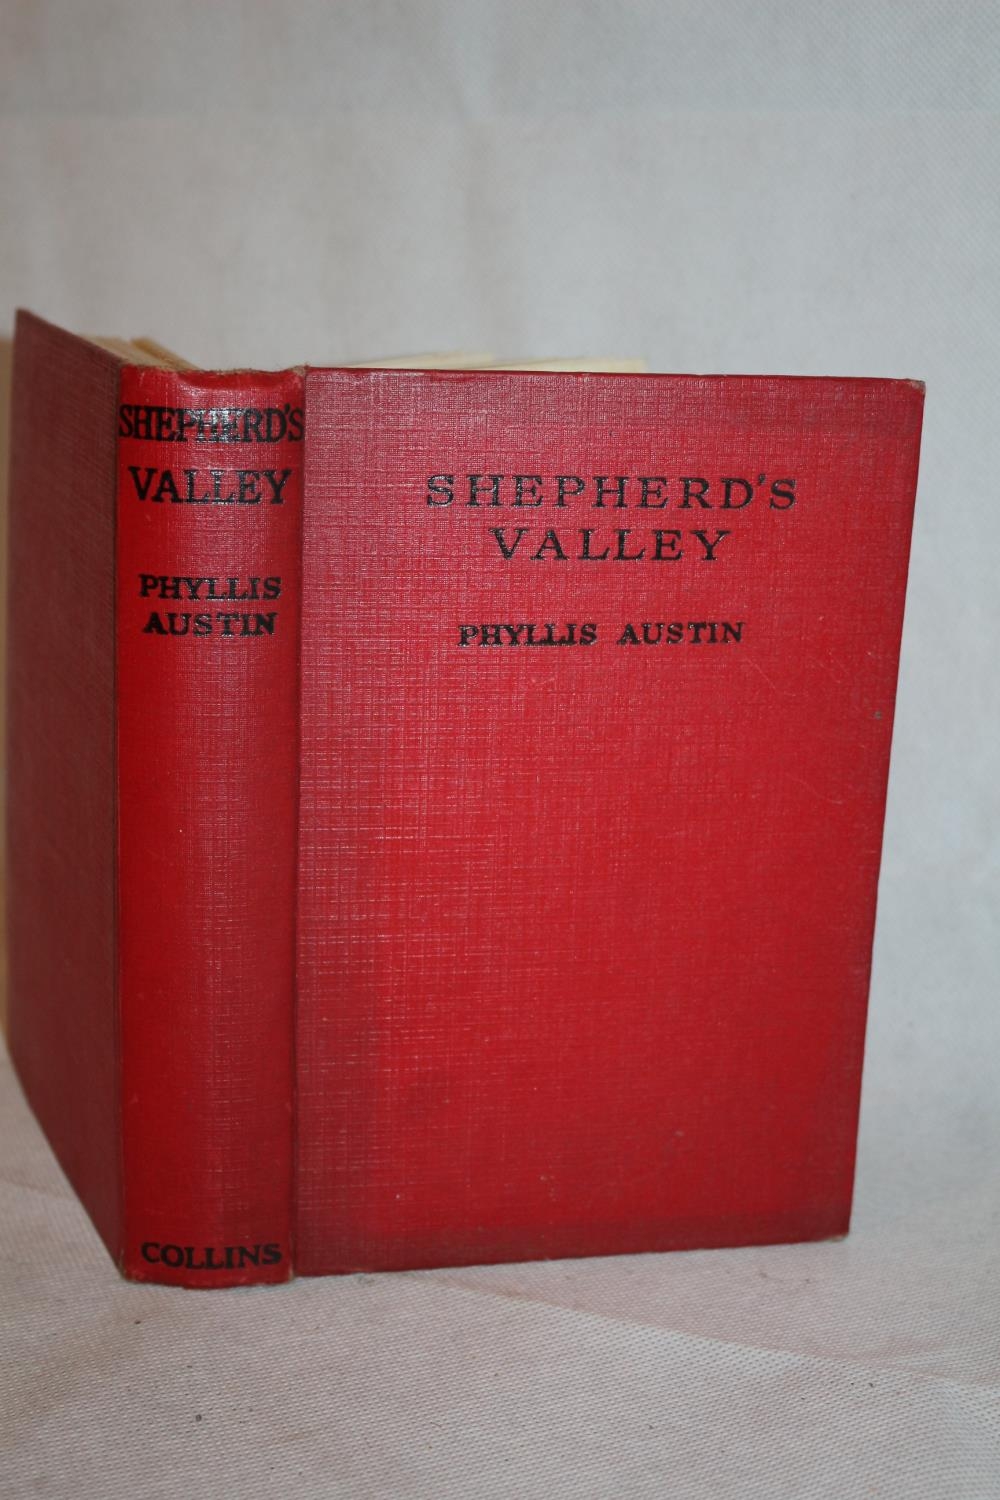 SHEPHERD'S
VALLEY
PHYLLIS
AUSTIN
COLLINS
SHEPHERD'S
VALLEY
PHYLLIS AUSTIN